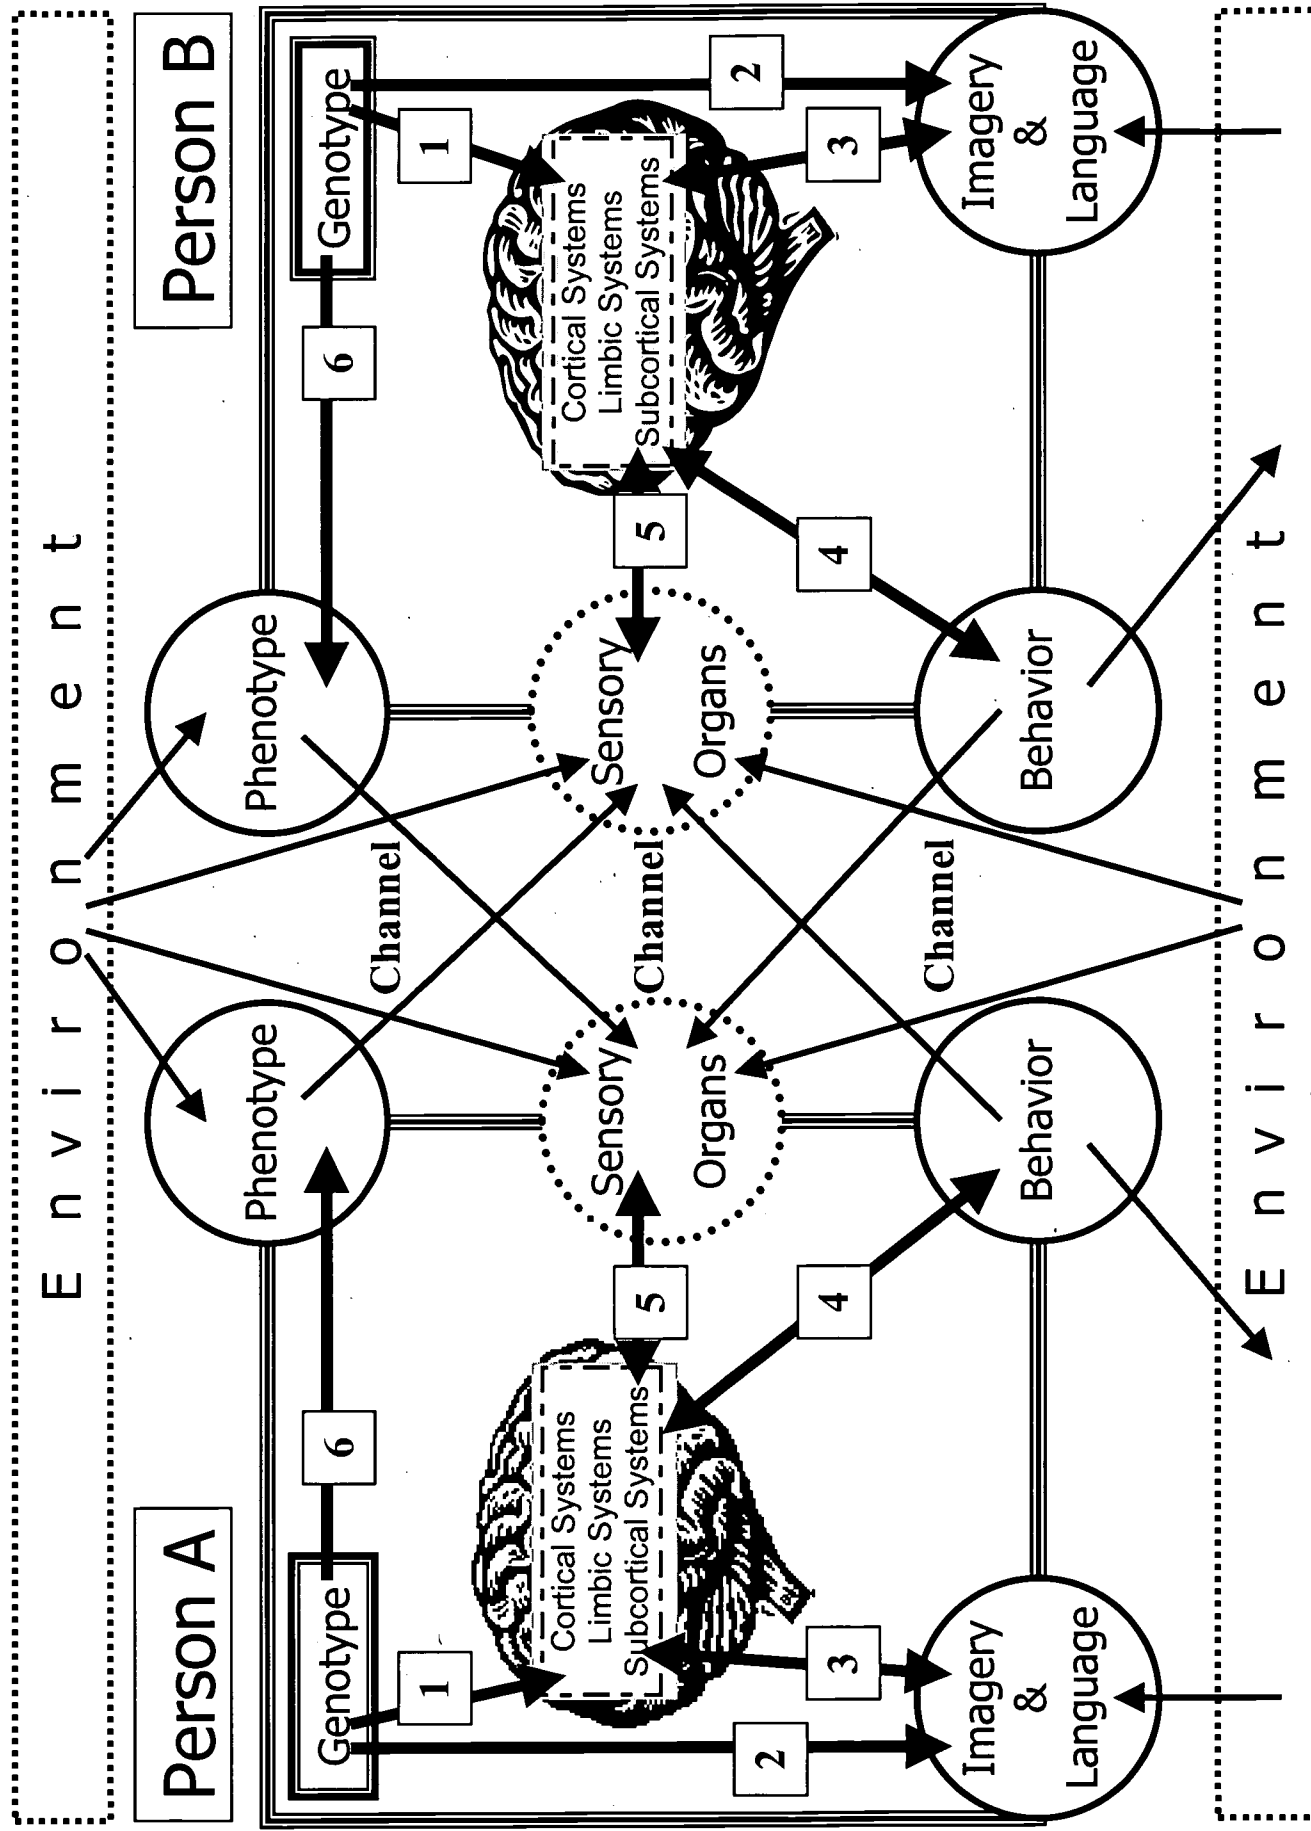 Environment
Person A
Person B
Genotype
6
Phenotype
Phenotype
6
Genotype
1
Channel
1
2
Cortical Systems
Limbic Systems
Subcortical Systems
5
Sensory
Organs
Channel
Sensory
Organs
5
Cortical Systems
Limbic Systems
Subcortical Systems
2
3
4
4
3
Imagery
&
Language
Behavior
Channel
Behavior
Imagery
&
Language
Environment